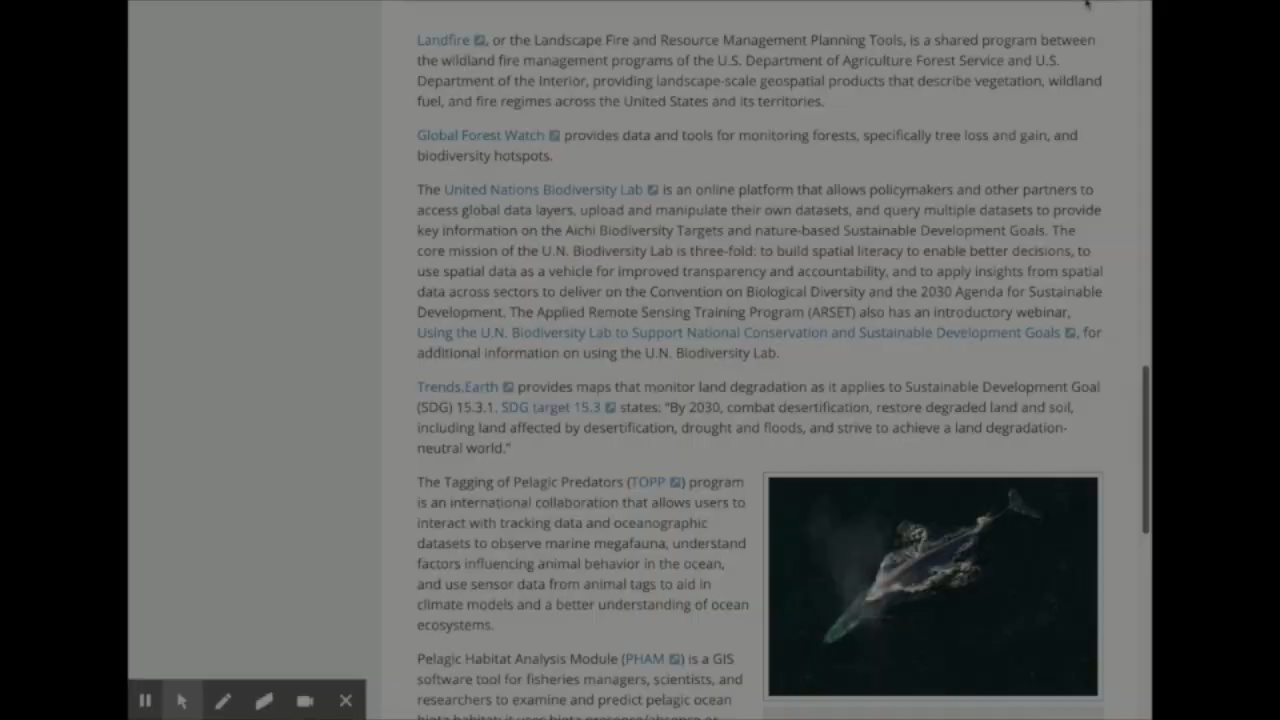 Landfire, or the Landscape Fire and Resource Management Planning Tools, is a shared program between
the wildland fire management programs of the U.S. Department of Agriculture Forest Service and U.S.
Department of the Interior, providing landscape-scale geospatial products that describe vegetation, wildland
fuel, and fire regimes across the United States and its territories.
Global Forest Watch provides data and tools for monitoring forests, specifically tree loss and gain, and
biodiversity hotspots.
The United Nations Biodiversity Lab is an online platform that allows policymakers and other partners to
access global data layers, upload and manipulate their own datasets, and query multiple datasets to provide
key information on the Aichi Biodiversity Targets and nature-based Sustainable Development Goals. The
core mission of the U.N. Biodiversity Lab is three-fold: to build spatial literacy to enable better decisions, to
use spatial data as a vehicle for improved transparency and accountability, and to apply insights from spatial
data across sectors to deliver on the Convention on Biological Diversity and the 2030 Agenda for Sustainable
Development. The Applied Remote Sensing Training Program (ARSET) also has an introductory webinar,
Using the U.N. Biodiversity Lab to Support National Conservation and Sustainable Development Goals, for
additional information on using the U.N. Biodiversity Lab.
Trends.Earth provides maps that monitor land degradation as it applies to Sustainable Development Goal
(SDG) 15.3.1. SDG target 15.3 states: "By 2030, combat desertification, restore degraded land and soil,
including land affected by desertification, drought and floods, and strive to achieve a land degradation-
neutral world."
The Tagging of Pelagic Predators (TOPP) program
is an international collaboration that allows users to
interact with tracking data and oceanographic
datasets to observe marine megafauna, understand
factors influencing animal behavior in the ocean,
and use sensor data from animal tags to aid in
climate models and a better understanding of ocean
ecosystems.
Pelagic Habitat Analysis Module (PHAM) is a GIS
software tool for fisheries managers, scientists, and
researchers to examine and predict pelagic ocean